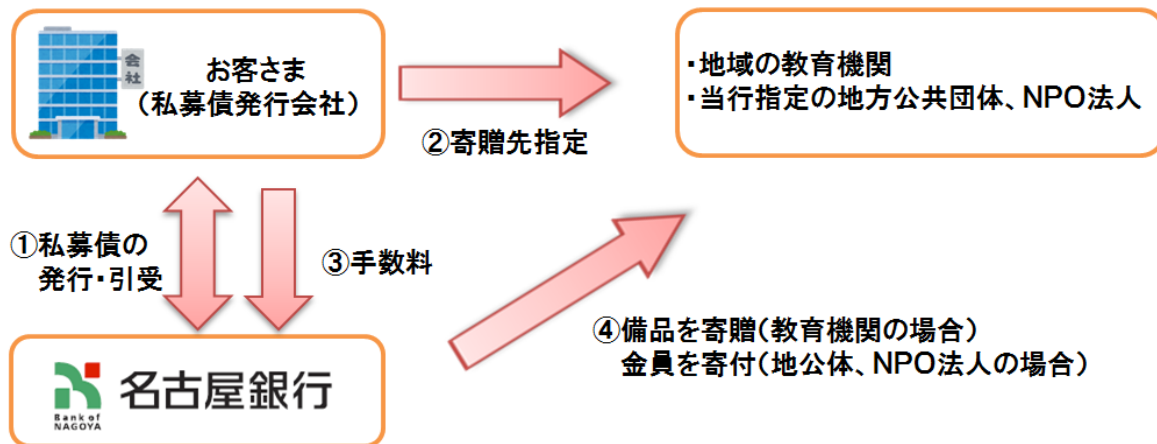 会社
お客さま
（私募債発行会社）
②寄贈先指定
・地域の教育機関
・当行指定の地方公共団体、NPO法人
①私募債の
発行・引受
③手数料
④備品を寄贈（教育機関の場合）
金員を寄付（地公体、NPO法人の場合）
Bank of
NAGOYA
名古屋銀行